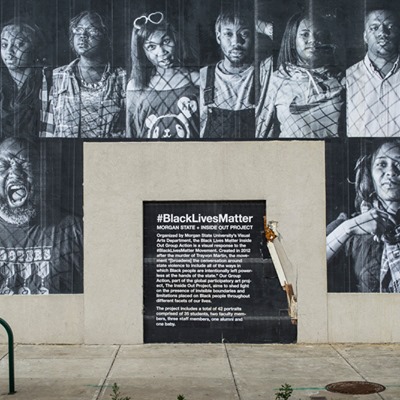 #BlackLivesMatter
MORGAN STATE + INSIDE OUT PROJECT
Organized by Morgan State University's Visual
Arts Department, the Black Lives Matter Inside
Out Group Action is a visual response to the
#BlackLivesMatter Movement. Created in 2012
after the murder of Trayvon Martin, the move-
ment "[broadens] the conversation around
state violence to include all of the ways in
which Black people are intentionally left power-
less at the hands of the state." Our Group
Action, part of the global participatory art proj-
ect, The Inside Out Project, aims to shed light
on the presence of invisible boundaries and
limitations placed on Black people throughout
different facets of our lives.
The project includes a total of 42 portraits
comprised of 35 students, two faculty mem-
bers, three staff members, one alumni and
one baby.